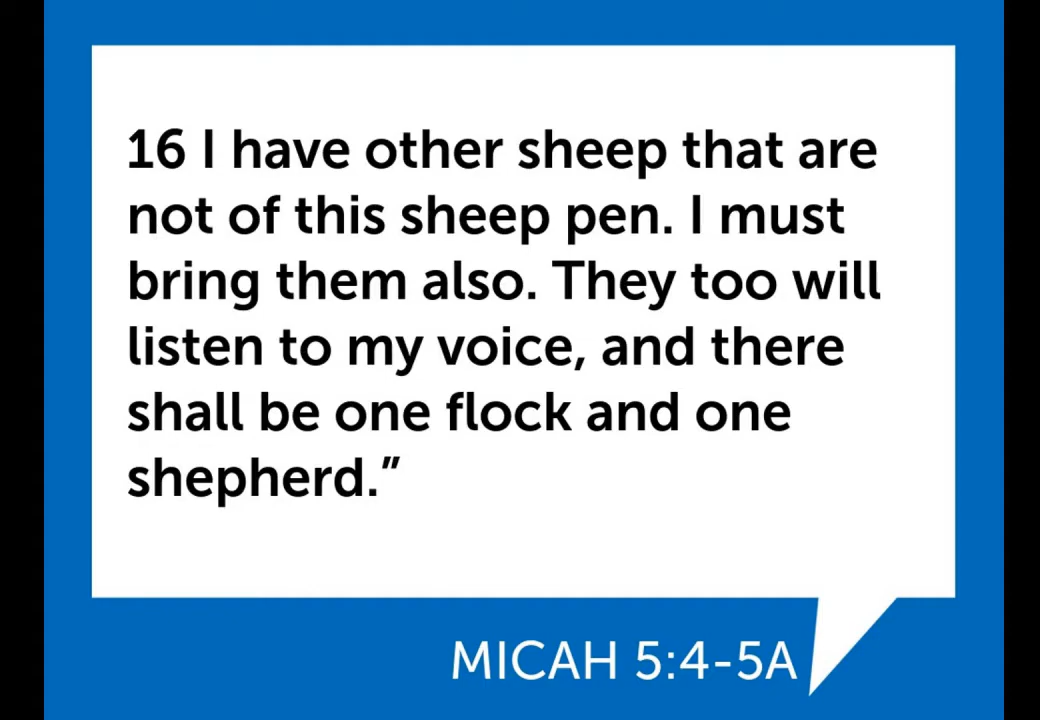 16 I have other sheep that are
not of this sheep pen. I must
bring them also. They too will
listen to my voice, and there
shall be one flock and one
shepherd.”
MICAH 5:4-5A